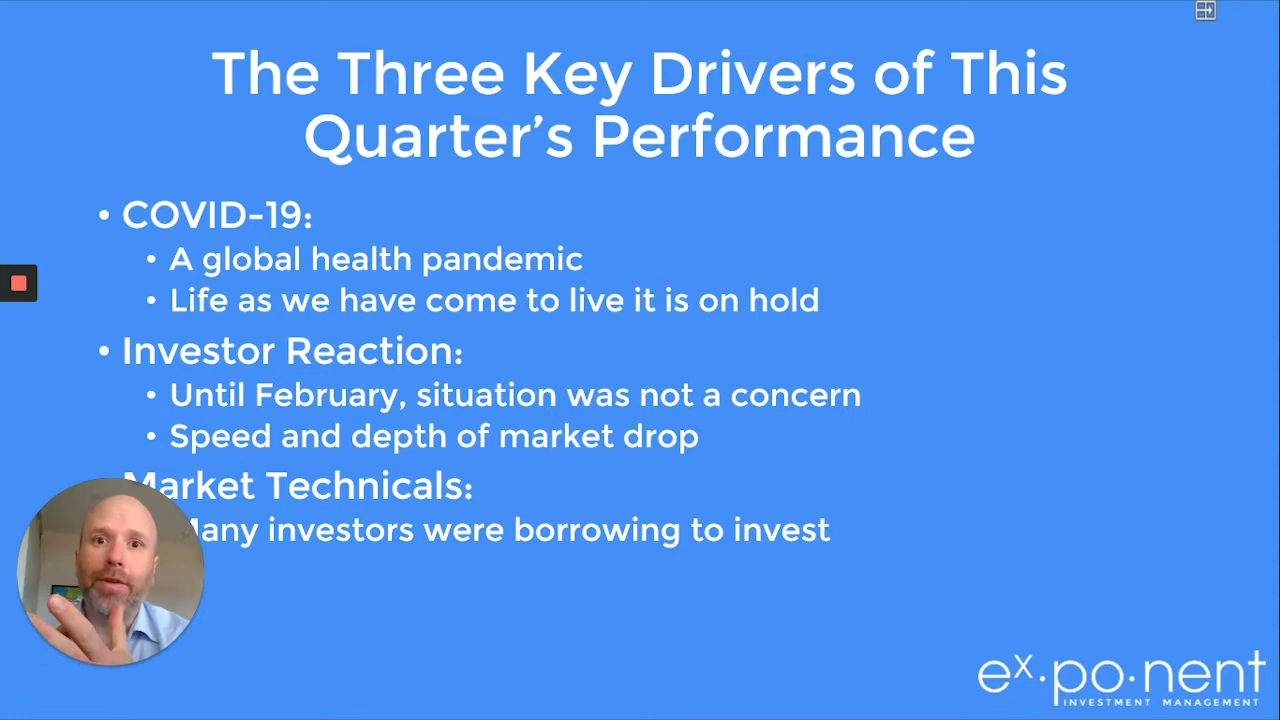 The Three Key Drivers of This
Quarter's Performance
• COVID-19:
• A global health pandemic
• Life as we have come to live it is on hold
• Investor Reaction:
• Until February, situation was not a concern
• Speed and depth of market drop
Market Technicals:
Many investors were borrowing to invest
ex·po·nent
INVESTMENT MANAGEMENT